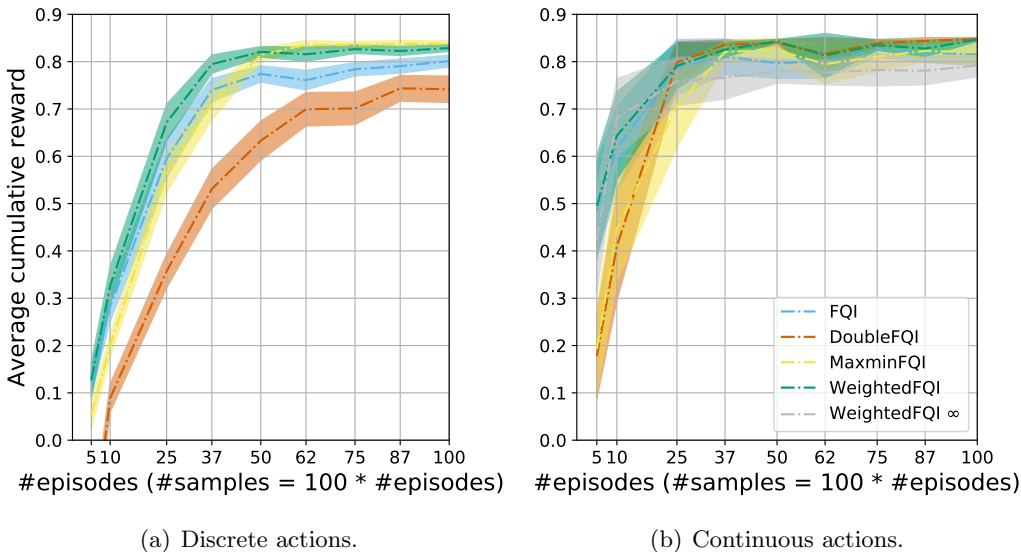 Average cumulative reward
0.9
0.8
0.7
0.6
0.5
0.4
0.3
0.2
0.1
0.0
5 10 25 37 50 62 75 87 100
#episodes (#samples = 100 * #episodes)
(a) Discrete actions.
0.9
0.8
0.7
0.6
0.5
0.4
0.3
0.2
0.1
0.0
FQI
DoubleFQI
MaxminFQI
WeightedFQI
WeightedFQI ∞
5 10 25 37 50 62 75 87 100
#episodes (#samples = 100 * #episodes)
(b) Continuous actions.